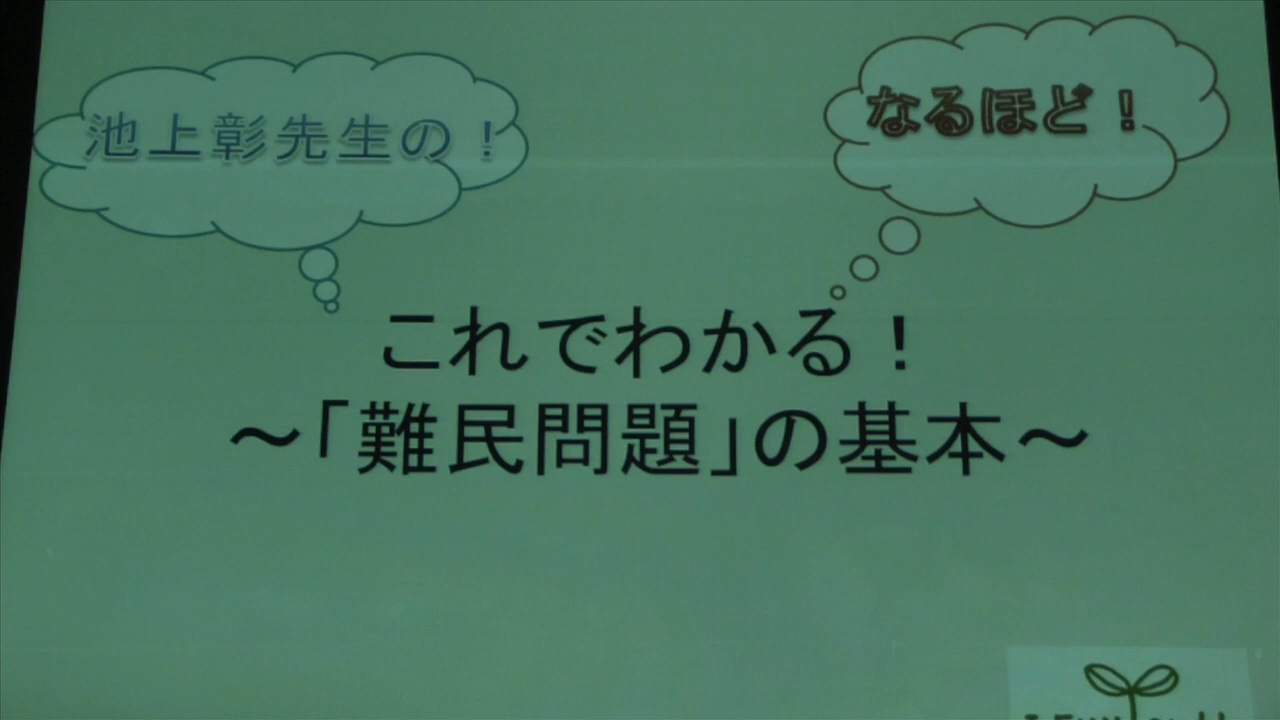 池上彰先生の！
なるほど！
これでわかる！
～「難民問題」の基本～